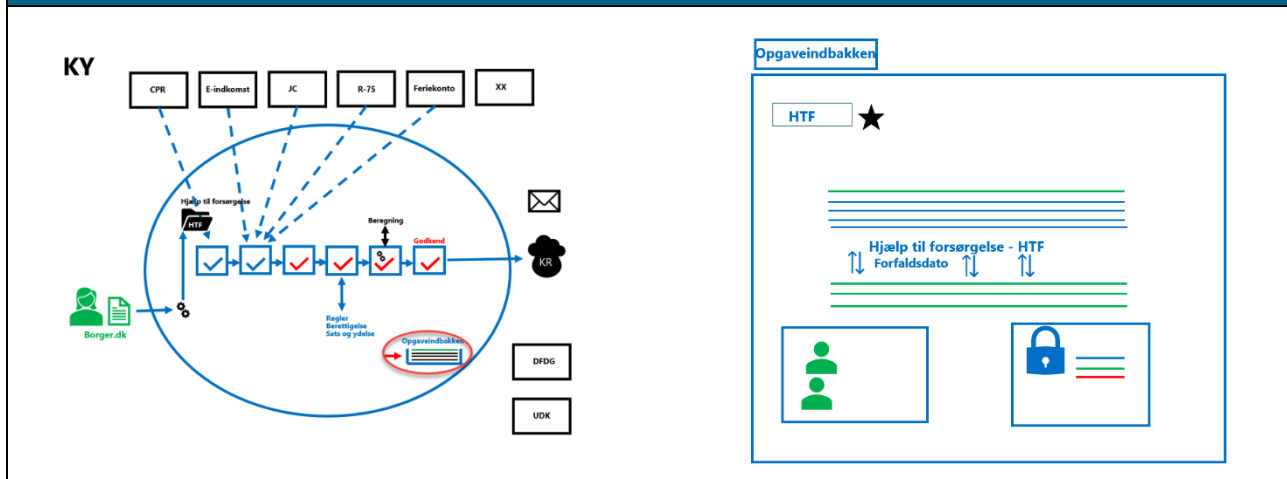 KY
CPR
E-indkomst
JC
R-75
Feriekonto
XX
Hjælp til forsørgelse
HTF
Beregning
Godkend
KR
Borger.dk
Regler
Berettigelse
Sats og ydelse
Opgaveindbakken
DFDG
UDK
Opgaveindbakken
HTF
Hjælp til forsørgelse - HTF
Forfaldsdato